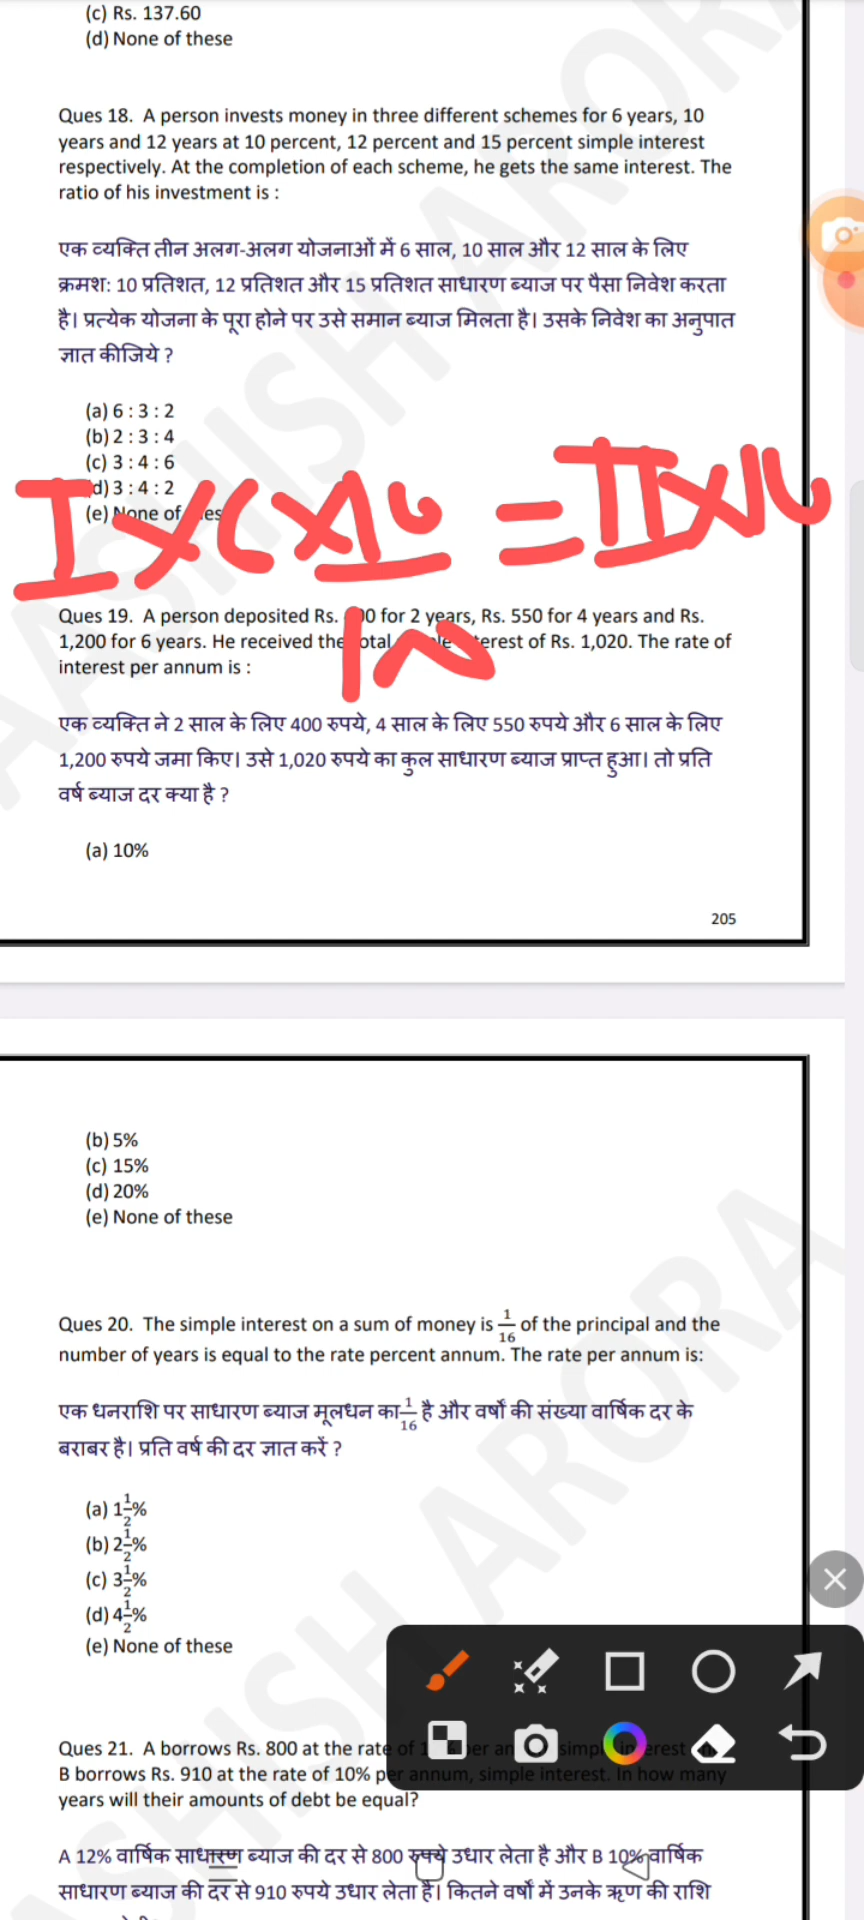 (c) Rs. 137.60
(d) None of these
Ques 18. A person invests money in three different schemes for 6 years, 10
years and 12 years at 10 percent, 12 percent and 15 percent simple interest
respectively. At the completion of each scheme, he gets the same interest. The
ratio of his investment is :
एक व्यक्ति तीन अलग-अलग योजनाओं में 6 साल, 10 साल और 12 साल के लिए
क्रमश: 10 प्रतिशत, 12 प्रतिशत और 15 प्रतिशत साधारण ब्याज पर पैसा निवेश करता
है। प्रत्येक योजना के पूरा होने पर उसे समान ब्याज मिलता है। उसके निवेश का अनुपात
ज्ञात कीजिये ?
(a) 6 : 3 : 2
(b) 2 : 3 : 4
(c) 3 : 4 : 6
d) 3 : 4 : 2
(e) None of
Ques 19. A person deposited Rs. 00 for 2 years, Rs. 550 for 4 years and Rs.
1,200 for 6 years. He received the otal erest of Rs. 1,020. The rate of
interest per annum is :
एक व्यक्ति ने 2 साल के लिए 400 रुपये, 4 साल के लिए 550 रुपये और 6 साल के लिए
1,200 रुपये जमा किए। उसे 1,020 रुपये का कुल साधारण ब्याज प्राप्त हुआ। तो प्रति
वर्ष ब्याज दर क्या है ?
(a) 10%
205
(b) 5%
(c) 15%
(d) 20%
(e) None of these
Ques 20. The simple interest on a sum of money is 1/16 of the principal and the
number of years is equal to the rate percent annum. The rate per annum is:
एक धनराशि पर साधारण ब्याज मूलधन का 1/16 है और वर्षों की संख्या वार्षिक दर के
बराबर है। प्रति वर्ष की दर ज्ञात करें ?
(a) 1 1/2%
(b) 2 1/2%
(c) 3 1/2%
(d) 4 1/2%
(e) None of these
Ques 21. A borrows Rs. 800 at the rate of
B borrows Rs. 910 at the rate of 10% per annum, simple interest. In how many
years will their amounts of debt be equal?
A 12% वार्षिक साधारण ब्याज की दर से 800 रुपये उधार लेता है और B 10% वार्षिक
साधारण ब्याज की दर से 910 रुपये उधार लेता है। कितने वर्षों में उनके ऋण की राशि